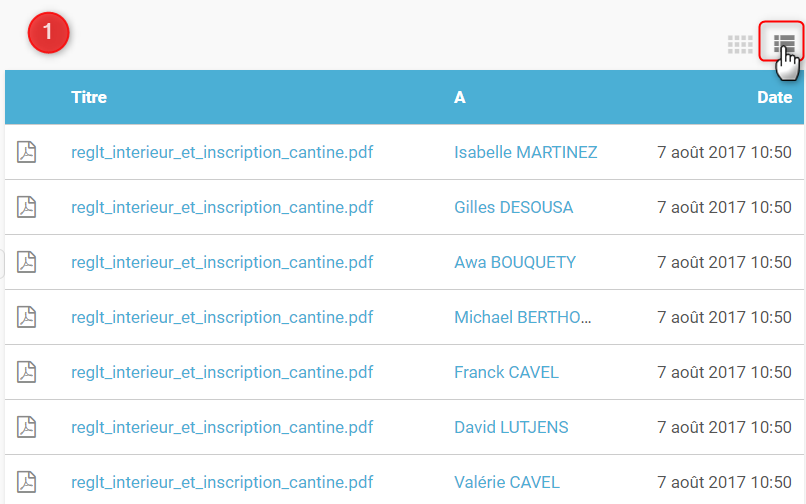 1
Titre A Date
reglt_interieur_et_inscription_cantine.pdf Isabelle MARTINEZ 7 août 2017 10:50
reglt_interieur_et_inscription_cantine.pdf Gilles DESOUSA 7 août 2017 10:50
reglt_interieur_et_inscription_cantine.pdf Awa BOUQUETY 7 août 2017 10:50
reglt_interieur_et_inscription_cantine.pdf Michael BERTHO... 7 août 2017 10:50
reglt_interieur_et_inscription_cantine.pdf Franck CAVEL 7 août 2017 10:50
reglt_interieur_et_inscription_cantine.pdf David LUTJENS 7 août 2017 10:50
reglt_interieur_et_inscription_cantine.pdf Valérie CAVEL 7 août 2017 10:50